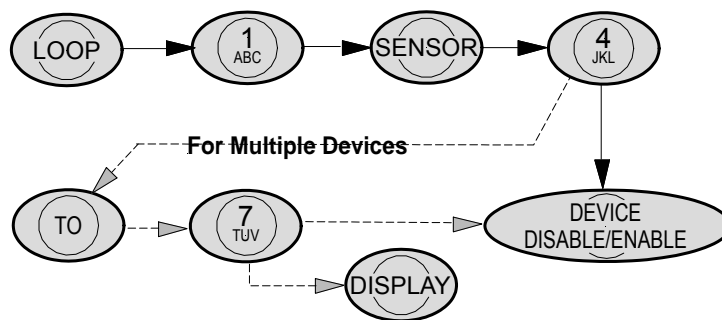 LOOP
1
ABC
SENSOR
4
JKL
For Multiple Devices
TO
7
TUV
DEVICE
DISABLE/ENABLE
DISPLAY